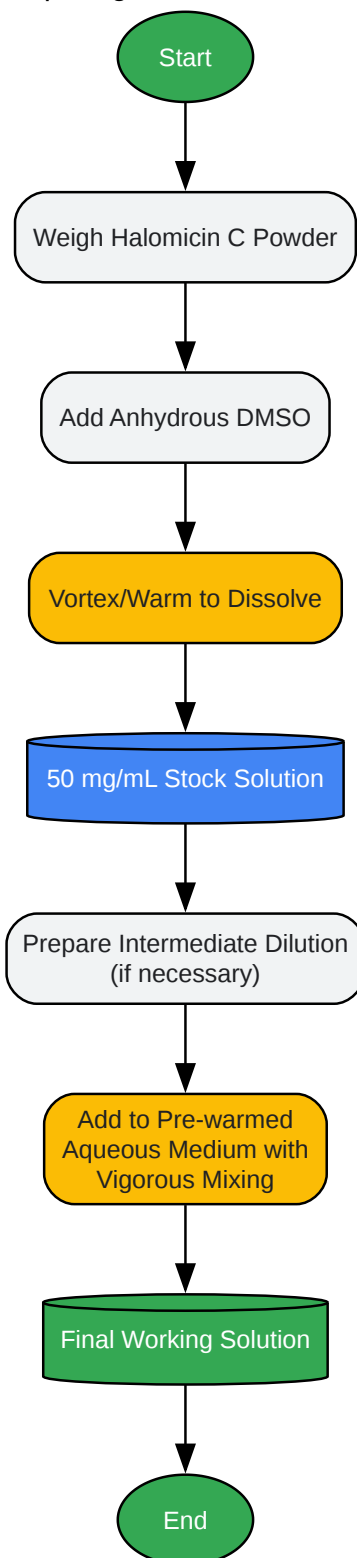 Start
Weigh Halomicin C Powder
Add Anhydrous DMSO
Vortex/Warm to Dissolve
50 mg/mL Stock Solution
Prepare Intermediate Dilution
(if necessary)
Add to Pre-warmed
Aqueous Medium with
Vigorous Mixing
Final Working Solution
End